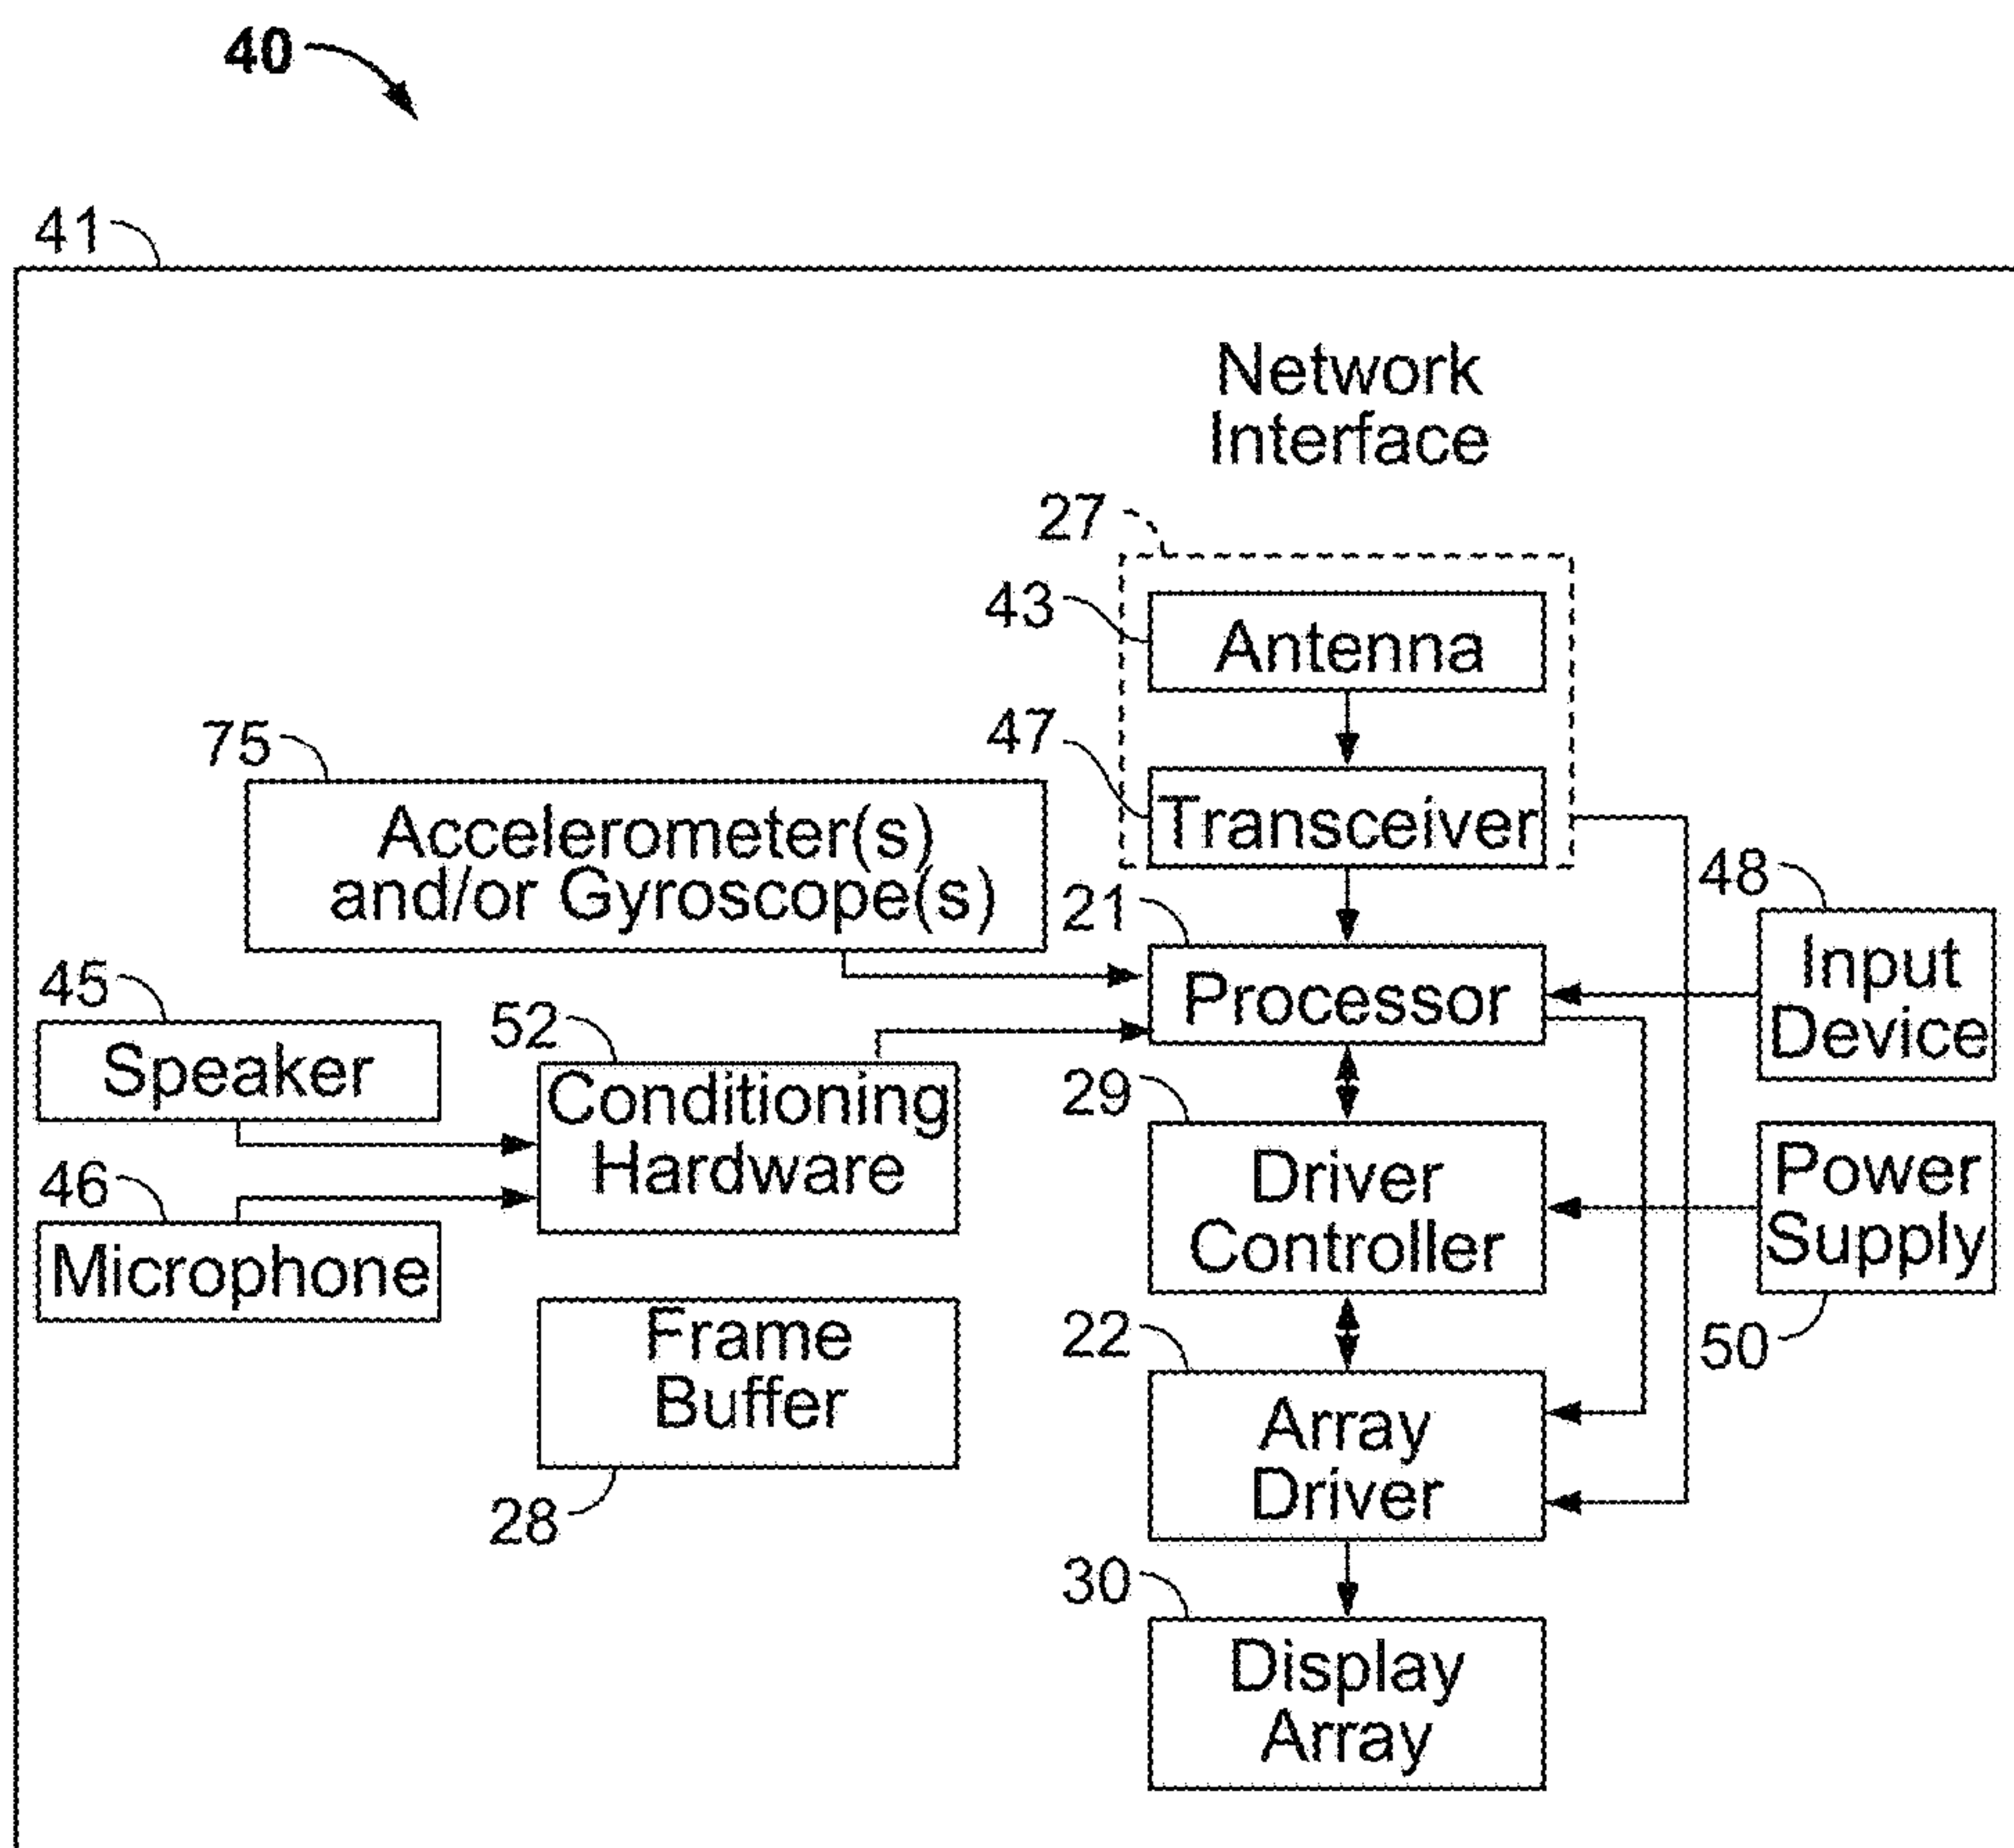 40
41
Network
Interface
27
43
Antenna
47
Transceiver
75
Accelerometer(s)
and/or Gyroscope(s)
21
Processor
48
Input
Device
45
Speaker
52
Conditioning
Hardware
29
Driver
Controller
Power
Supply
50
46
Microphone
Frame
Buffer
28
22
Array
Driver
30
Display
Array